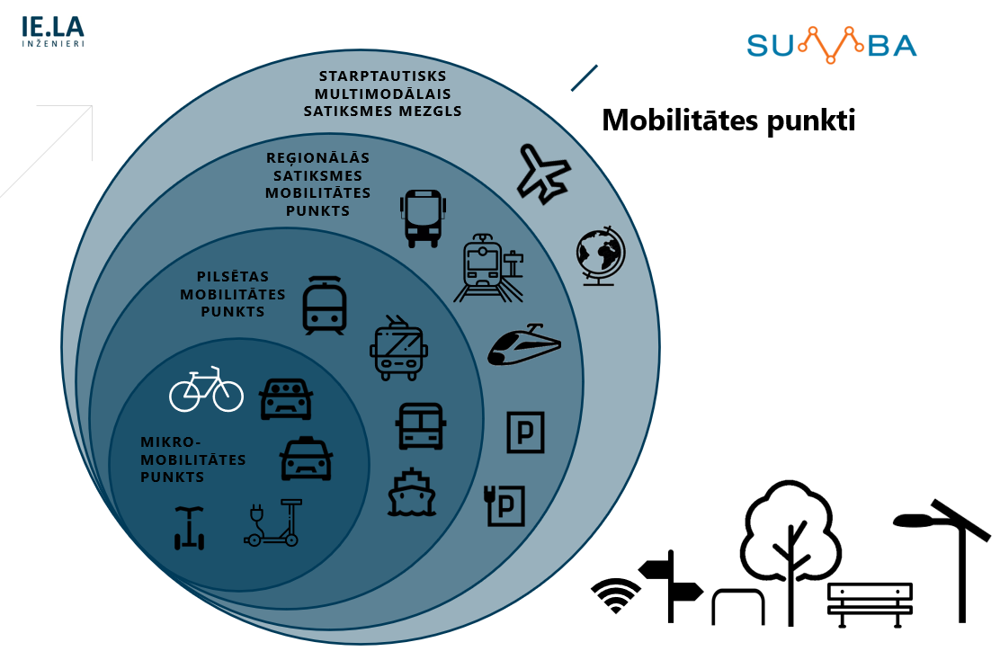 IE.LA
INŽENIERI
SUMBA
Mobilitātes punkti
STARPTAUTISKS
MULTIMODĀLAIS
SATIKSMES MEZGLS
REĢIONĀLĀS
SATIKSMES
MOBILITĀTES
PUNKTS
PILSĒTAS
MOBILITĀTES
PUNKTS
MIKRO-
MOBILITĀTES
PUNKTS
P
P